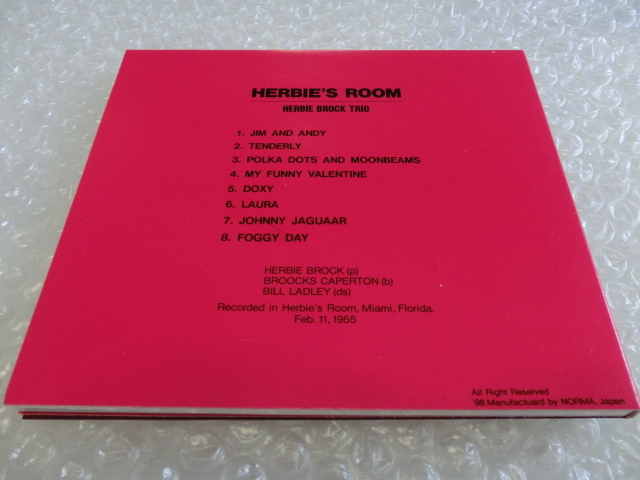 HERBIE'S ROOM
HERBIE BROCK TRIO
1. JIM AND ANDY
2. TENDERLY
3. POLKA DOTS AND MOONBEAMS
4. MY FUNNY VALENTINE
5. DOXY
6. LAURA
7. JOHNNY JAGUAAR
8. FOGGY DAY
HERBIE BROCK (p)
BROOCKS CAPERTON (b)
BILL LADLEY (ds)
Recorded in Herbie's Room, Miami, Florida.
Feb. 11, 1955
All Right Reserved
'98 Manufactuard by NORMA, Japan